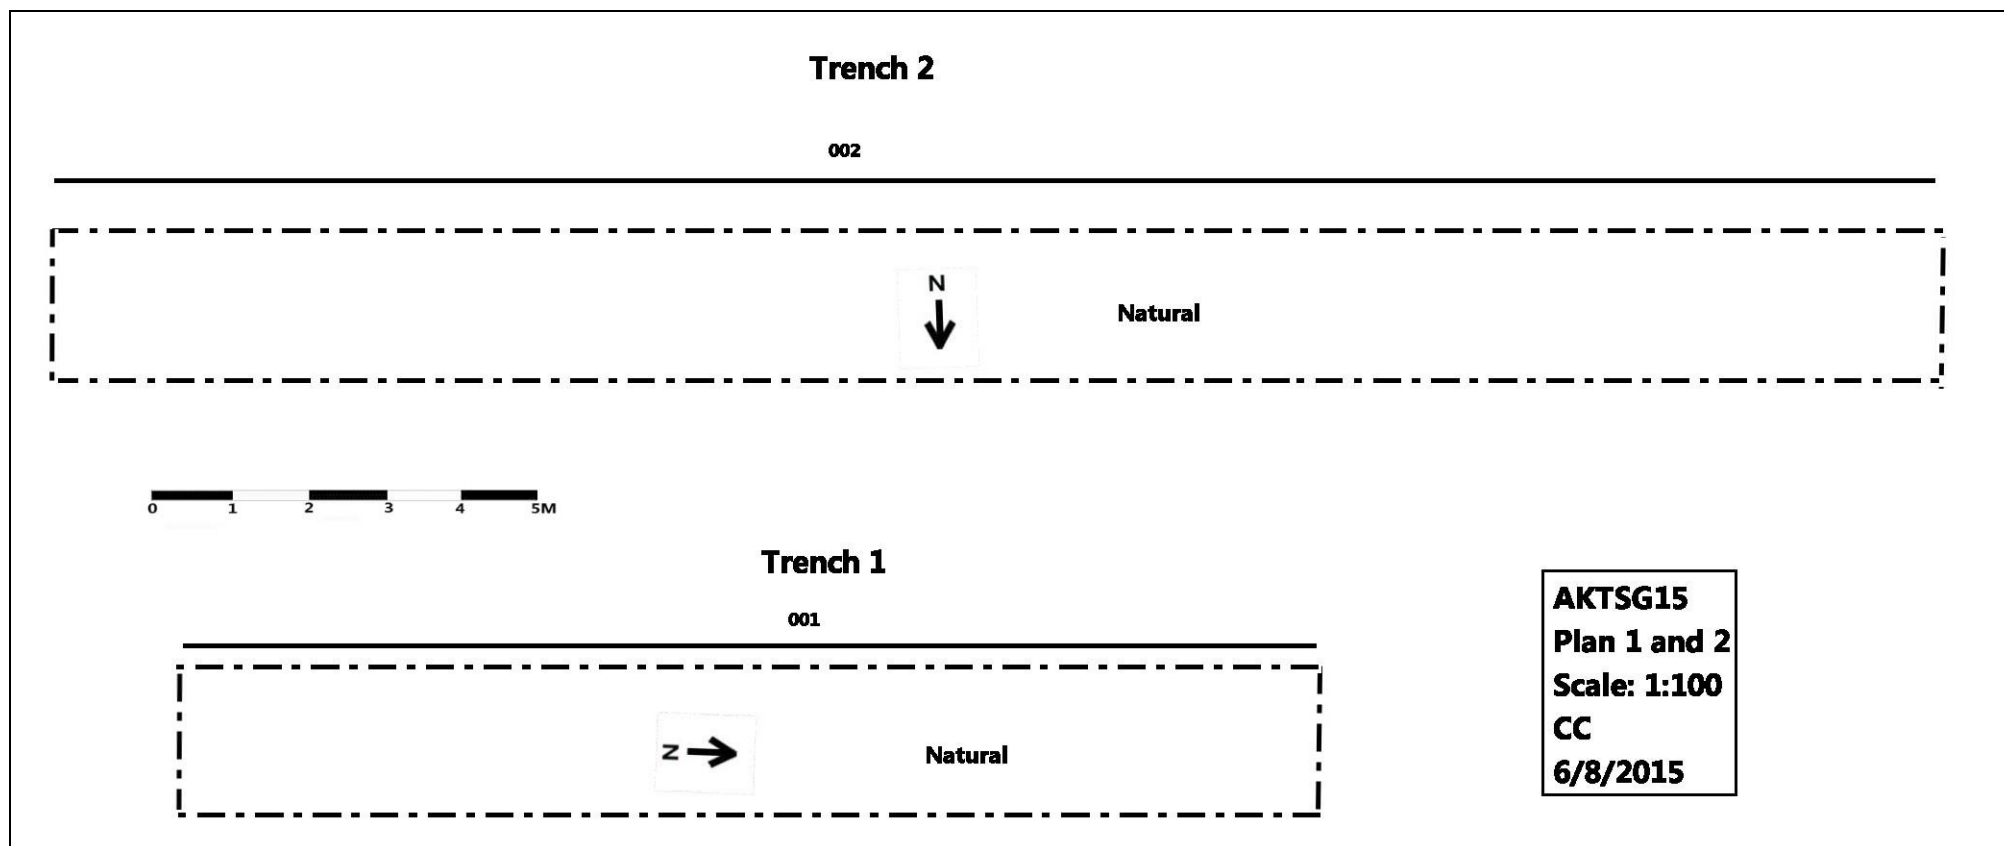 Trench 2
002
N
Natural
0 1 2 3 4 5M
Trench 1
001
N
Natural
AKTSG15
Plan 1 and 2
Scale: 1:100
CC
6/8/2015